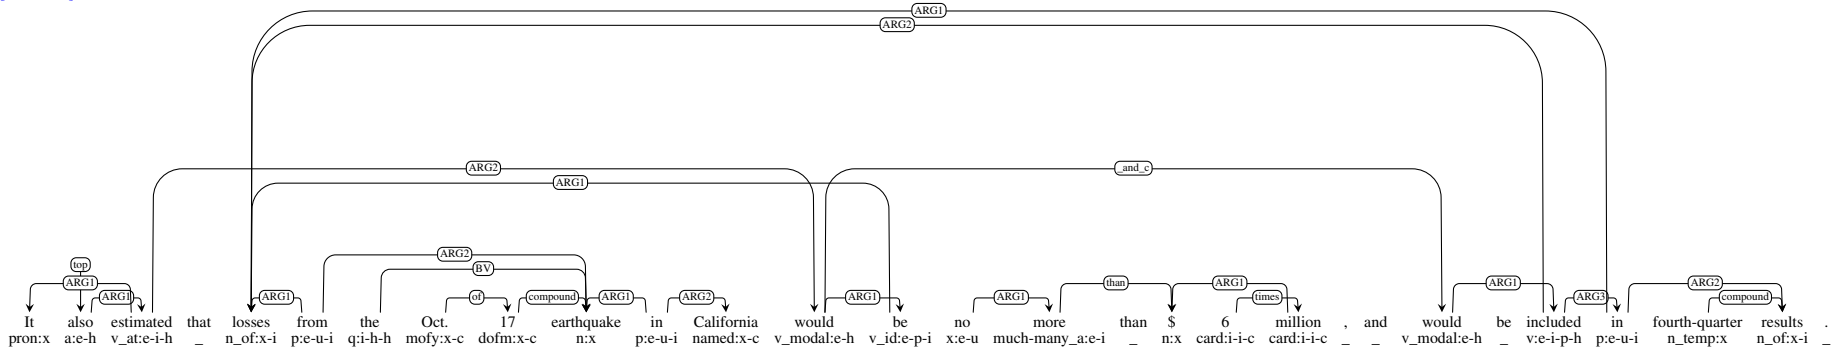 ARG1
ARG2
ARG2 _and_c
ARG1
ARG2
top BV
ARG1 than ARG1 ARG1 ARG2
ARG1 ARG1 of compound ARG1 ARG2 ARG1 ARG1 times ARG3 compound
It also estimated that losses from the Oct. 17 earthquake in California would be no more than $ 6 million , and would be included in fourth-quarter results .
pron:x a:e-h v_at:e-i-h _ n_of:x-i p:e-u-i q:i-h-h mofy:x-c dofm:x-c n:x p:e-u-i named:x-c v_modal:e-h v_id:e-p-i x:e-u much-many_a:e-i _ n:x card:i-i-c card:i-i-c _ _ v_modal:e-h _ v:e-i-p-h p:e-u-i n_temp:x n_of:x-i _